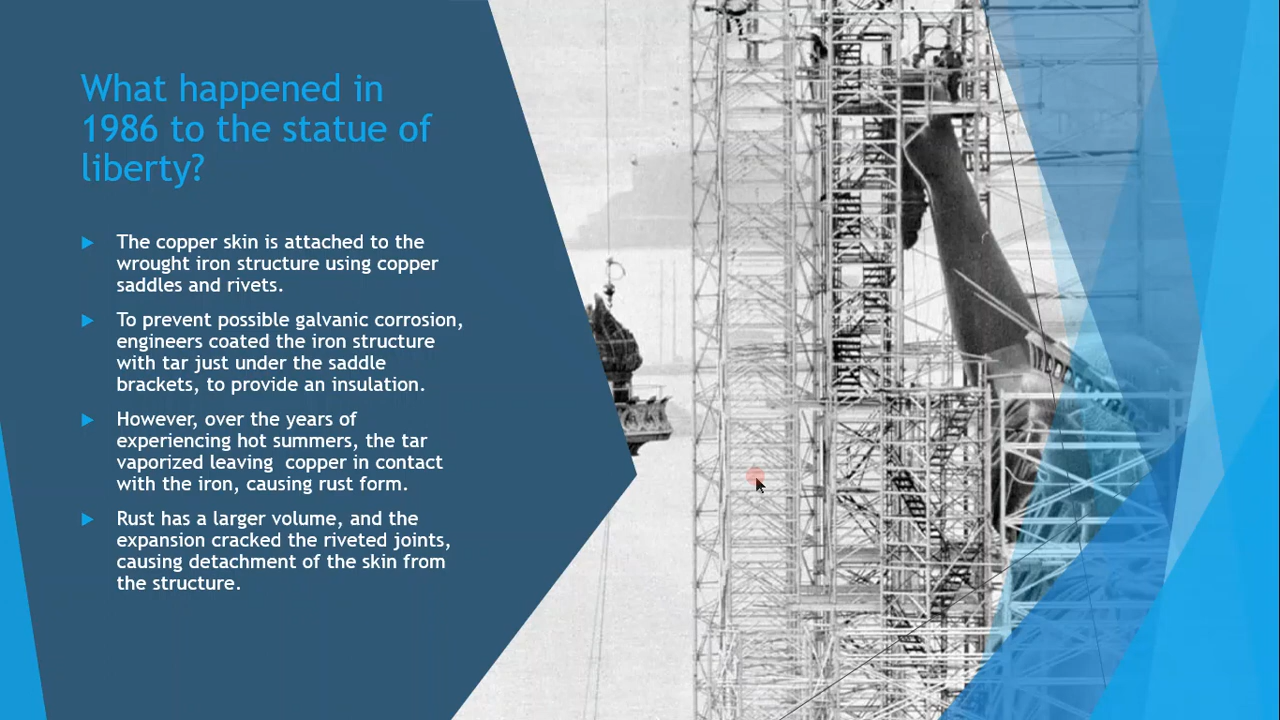 What happened in
1986 to the statue of
liberty?
The copper skin is attached to the
wrought iron structure using copper
saddles and rivets.
To prevent possible galvanic corrosion,
engineers coated the iron structure
with tar just under the saddle
brackets, to provide an insulation.
However, over the years of
experiencing hot summers, the tar
vaporized leaving  copper in contact
with the iron, causing rust form.
Rust has a larger volume, and the
expansion cracked the riveted joints,
causing detachment of the skin from
the structure.